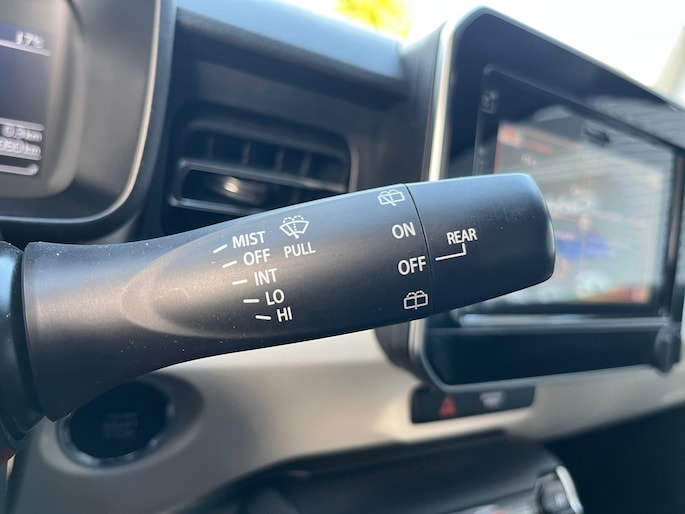 MIST
OFF
INT
LO
HI
PULL
ON
OFF
REAR